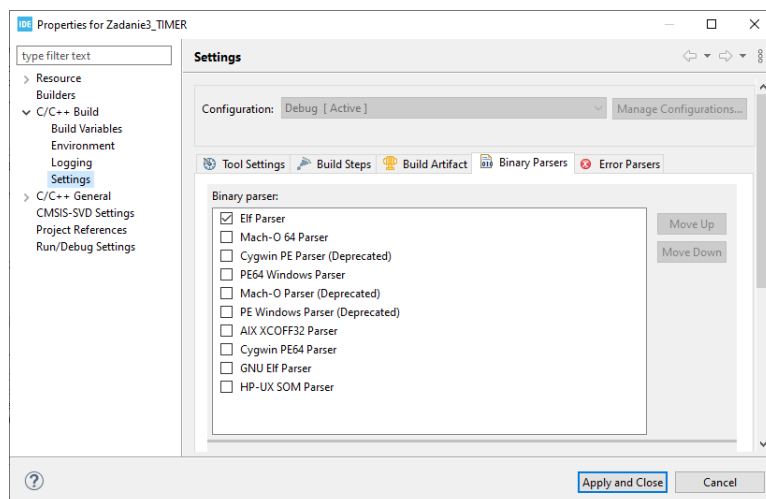 IDE Properties for Zadanie3_TIMER
type filter text
Resource
Builders
C/C++ Build
Build Variables
Environment
Logging
Settings
C/C++ General
CMSIS-SVD Settings
Project References
Run/Debug Settings
Settings
Configuration: Debug [ Active ] Manage Configurations...
Tool Settings Build Steps Build Artifact Binary Parsers Error Parsers
Binary parser:
Elf Parser
Mach-O 64 Parser
Cygwin PE Parser (Deprecated)
PE64 Windows Parser
Mach-O Parser (Deprecated)
PE Windows Parser (Deprecated)
AIX XCOFF32 Parser
Cygwin PE64 Parser
GNU Elf Parser
HP-UX SOM Parser
Move Up
Move Down
Apply and Close Cancel